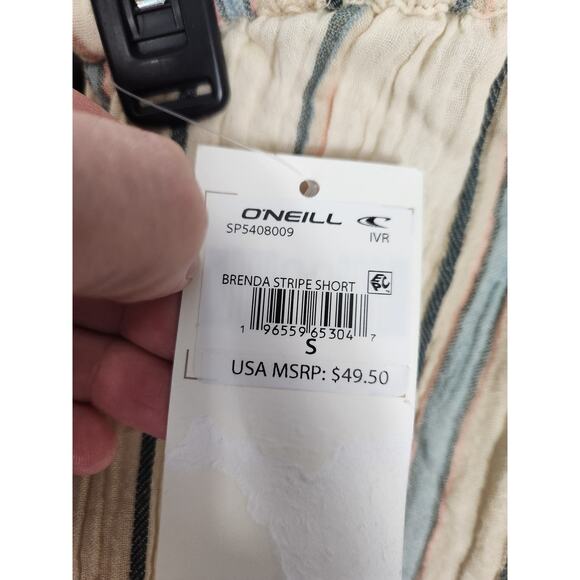 O'NEILL
SP5408009 IVR
BRENDA STRIPE SHORT
1 96559 65304 7
S
USA MSRP: $49.50